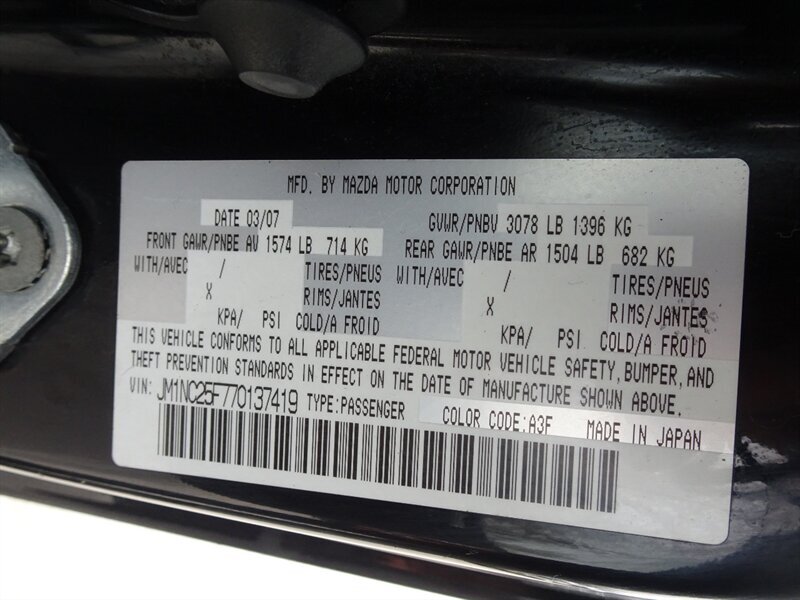 MFD. BY MAZDA MOTOR CORPORATION
DATE 03/07 GVWR/PNBV 3078 LB 1396 KG
FRONT GAWR/PNBE AV 1574 LB 714 KG REAR GAWR/PNBE AR 1504 LB 682 KG
WITH/AVEC / TIRES/PNEUS WITH/AVEC / TIRES/PNEUS
X RIMS/JANTES X RIMS/JANTES
KPA/ PSI COLD/A FROID KPA/ PSI COLD/A FROID
THIS VEHICLE CONFORMS TO ALL APPLICABLE FEDERAL MOTOR VEHICLE SAFETY, BUMPER, AND
THEFT PREVENTION STANDARDS IN EFFECT ON THE DATE OF MANUFACTURE SHOWN ABOVE.
VIN: JM1NC25F770137419 TYPE:PASSENGER COLOR CODE:A3F MADE IN JAPAN